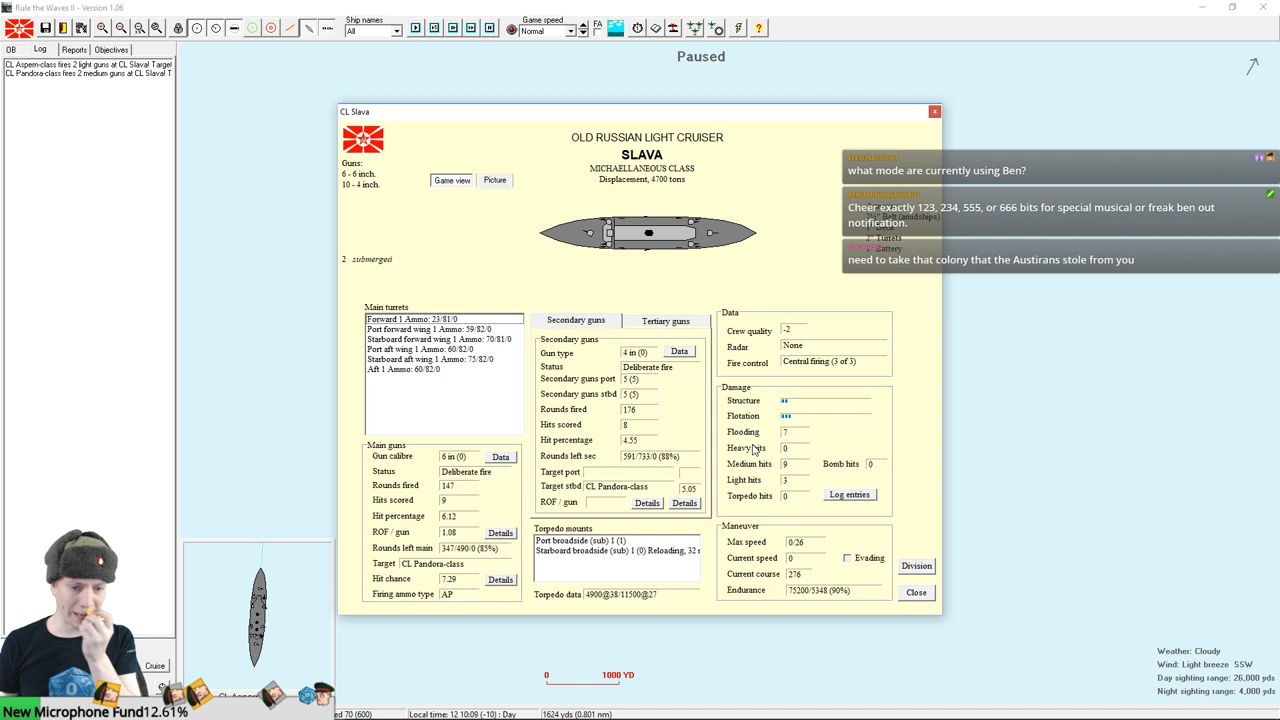 Rule the Waves II - Version 1.06
Ship names
All
Game speed
Normal
FA
OB
Log
Reports
Objectives
CL Aspern-class fires 2 light guns at CL Slava! Target
CL Pandora-class fires 2 medium guns at CL Slava! T
Paused
CL Slava
OLD RUSSIAN LIGHT CRUISER
SLAVA
MICHAELLANEOUS CLASS
Displacement, 4700 tons
Guns:
6 - 6 inch.
10 - 4 inch.
Game view
Picture
2 submerged
what mode are currently using Ben?
Cheer exactly 123, 234, 555, or 666 bits for special musical or freak ben out
notification.
Belt (amidships)
Turrets
Battery
need to take that colony that the Austirans stole from you
Main turrets
Forward 1 Ammo: 23/81/0
Port forward wing 1 Ammo: 59/82/0
Starboard forward wing 1 Ammo: 70/81/0
Port aft wing 1 Ammo: 60/82/0
Starboard aft wing 1 Ammo: 75/82/0
Aft 1 Ammo: 60/82/0
Main guns
Gun calibre 6 in (0) Data
Status Deliberate fire
Rounds fired 147
Hits scored 9
Hit percentage 6.12
ROF / gun 1.08 Details
Rounds left main 347/490/0 (85%)
Target CL Pandora-class
Hit chance 7.29 Details
Firing ammo type AP
Secondary guns
Tertiary guns
Secondary guns
Gun type 4 in (0) Data
Status Deliberate fire
Secondary guns port 5 (5)
Secondary guns stbd 5 (5)
Rounds fired 176
Hits scored 8
Hit percentage 4.55
Rounds left sec 591/733/0 (88%)
Target port
Target stbd CL Pandora-class 5.05
ROF / gun Details Details
Torpedo mounts
Port broadside (sub) 1 (1)
Starboard broadside (sub) 1 (0) Reloading, 32
Torpedo data 4900@38/11500@27
Data
Crew quality -2
Radar None
Fire control Central firing (3 of 3)
Damage
Structure
Flotation
Flooding 7
Heavy hits 0
Medium hits 9 Bomb hits 0
Light hits 3
Torpedo hits 0 Log entries
Maneuver
Max speed 0/26
Current speed 0 Evading
Current course 276
Endurance 75200/5348 (90%)
Division
Close
Cruise
CL Aspern
0 1000 YD
Weather: Cloudy
Wind: Light breeze SSW
Day sighting range: 26,000 yds
Night sighting range: 4,000 yds
New Microphone Fund12.61%
ed 70 (600)
Local time: 12 10:09 (-10) : Day
1624 yds (0.801 nm)